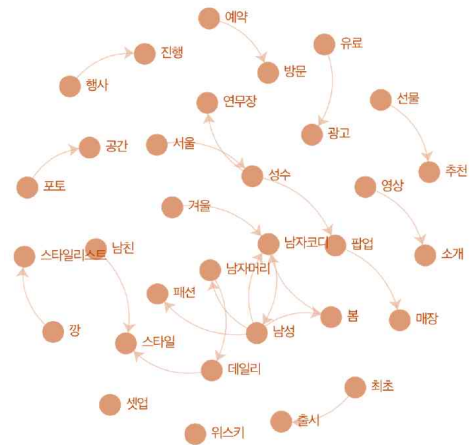 예약
유료
진행
방문
행사
연무장
선물
광고
공간
서울
성수
추천
포토
영상
겨울
남자코디
팝업
스타일리스트
남친
소개
남자머리
패션
봄
매장
깡
스타일
남성
데일리
최초
셋업
출시
위스키